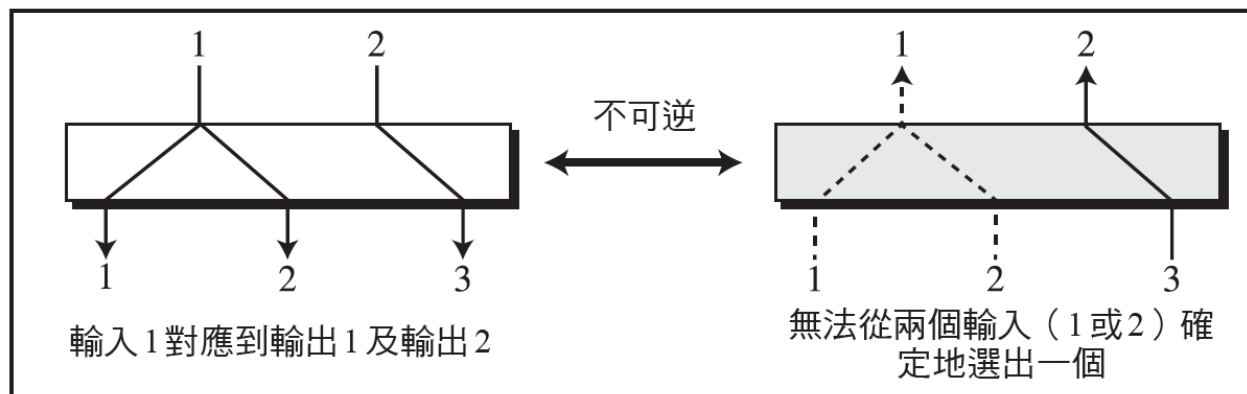 1 2
1 2 3
輸入1對應到輸出1及輸出2
不可逆
1 2
1 2 3
無法從兩個輸入(1或2)確
定地選出一個